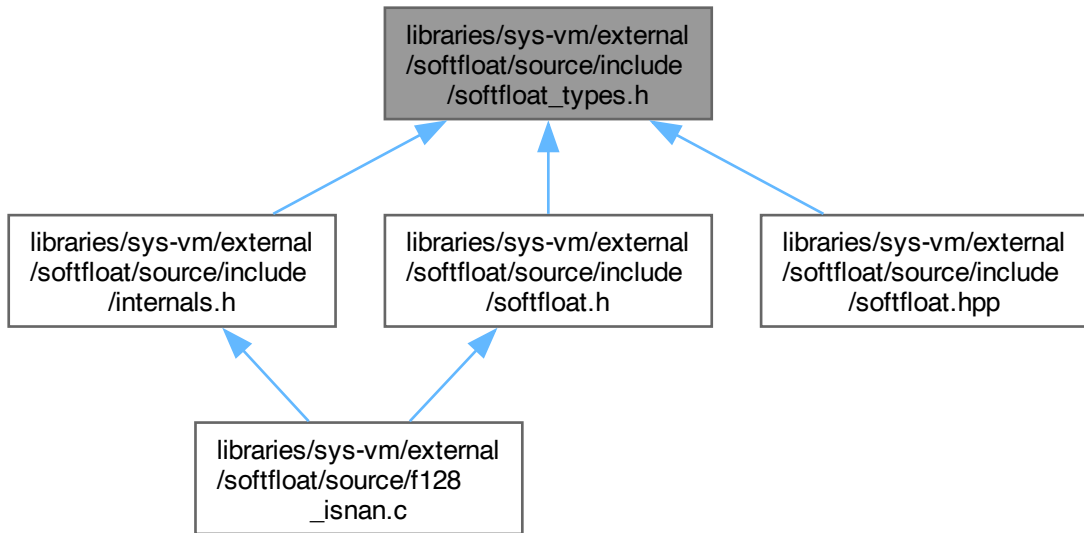 libraries/sys-vm/external
/softfloat/source/include
/softfloat_types.h
libraries/sys-vm/external
/softfloat/source/include
/internals.h
libraries/sys-vm/external
/softfloat/source/include
/softfloat.h
libraries/sys-vm/external
/softfloat/source/include
/softfloat.hpp
libraries/sys-vm/external
/softfloat/source/f128
_isnan.c